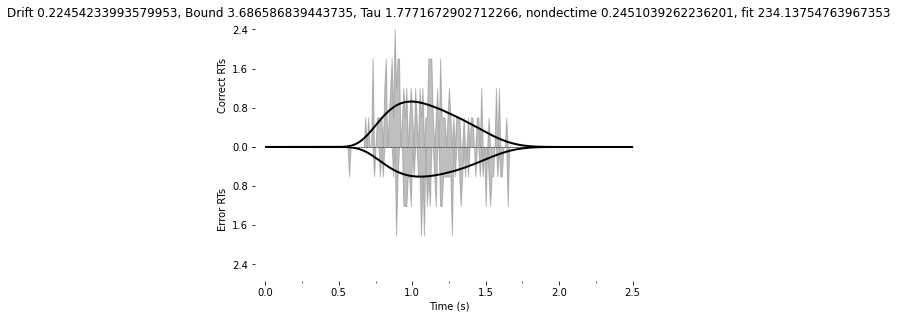 Drift 0.22454233993579953, Bound 3.686586839443735, Tau 1.7771672902712266, nondectime 0.2451039262236201, fit 234.13754763967353
2.4
1.6
0.8
0.0
0.8
1.6
2.4
Correct RTs
Error RTs
0.0 0.5 1.0 1.5 2.0 2.5
Time (s)